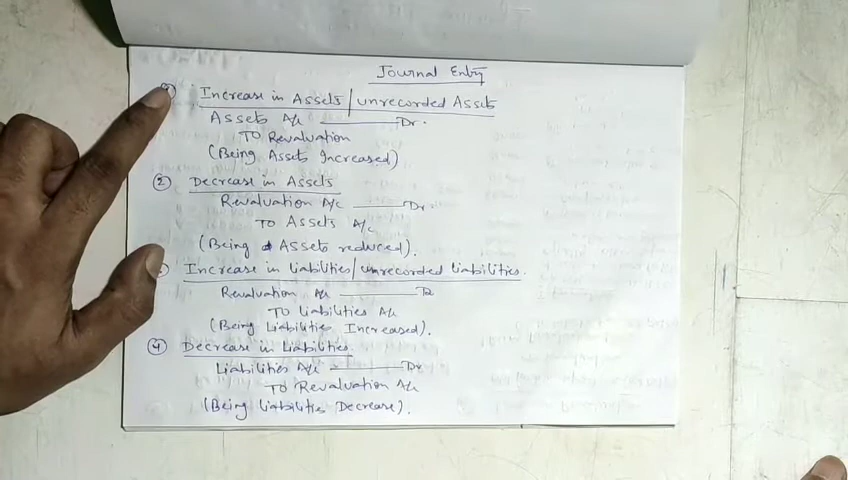 Journal Entry
Increase in Assets/unrecorded Assets
Assets A/c Dr.
To Revaluation
(Being Assets Increased)
② Decrease in Assets
Revaluation A/c Dr.
To Assets A/c
(Being Assets reduced).
Increase in liabilities/unrecorded liabilities.
Revaluation A/c Dr
To Liabilities A/c
(Being Liabilities Increased).
④ Decrease in Liabilities.
Liabilities A/c Dr
To Revaluation A/c
(Being liabilities Decrease).